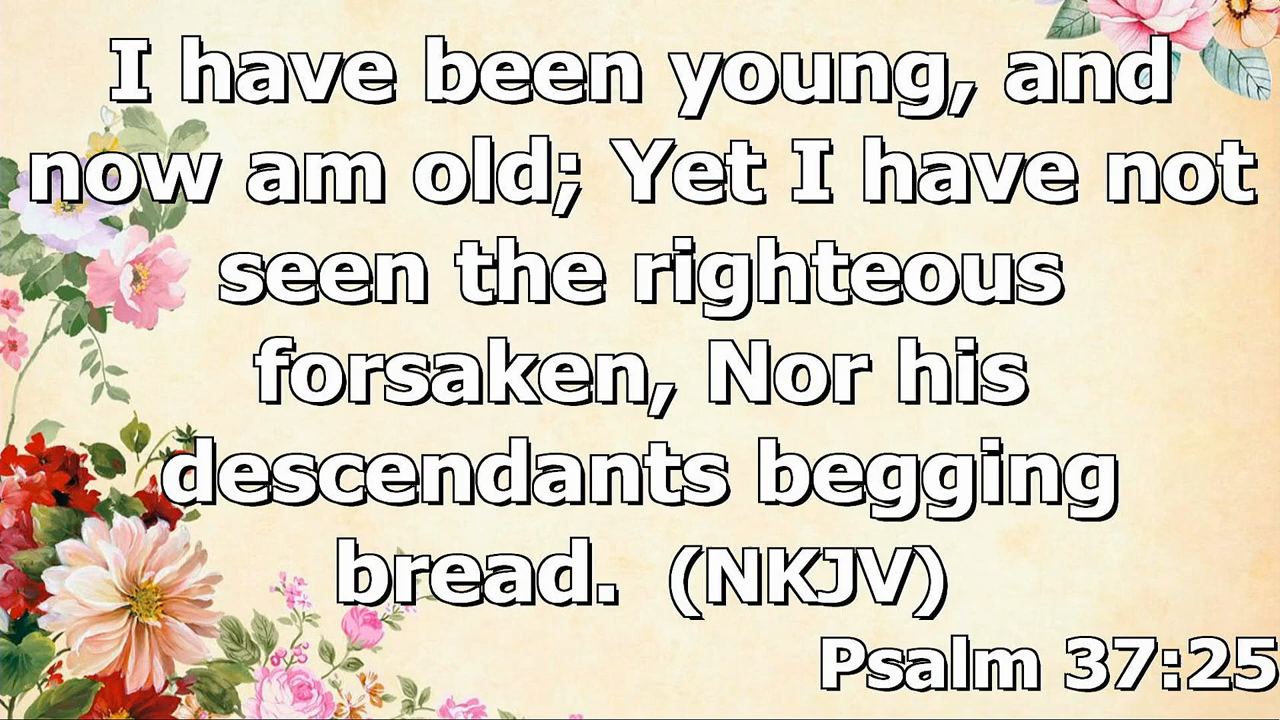 I have been young, and
now am old; Yet I have not
seen the righteous
forsaken, Nor his
descendants begging
bread.  (NKJV)
Psalm 37:25